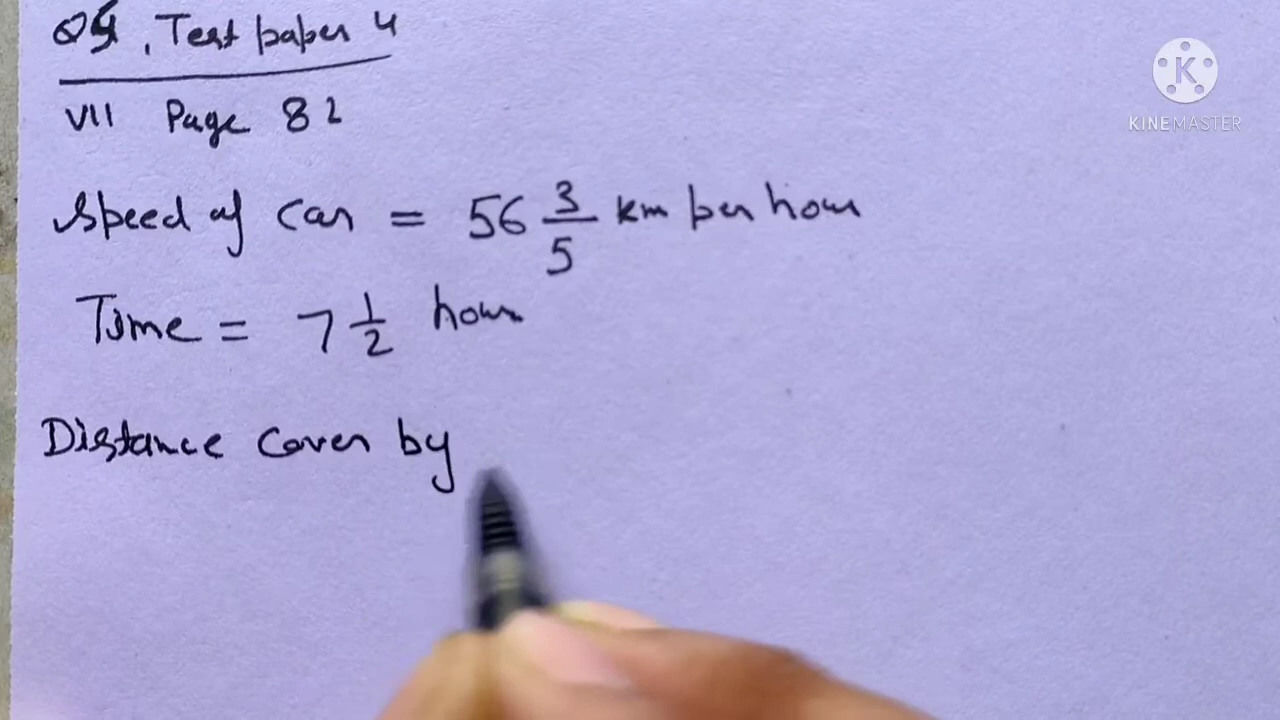 Q4, Test paper 4
VII Page 82
Speed of car = 56 3/5 km per hour
Time = 7 1/2 hour
Distance cover by
K
KINEMASTER